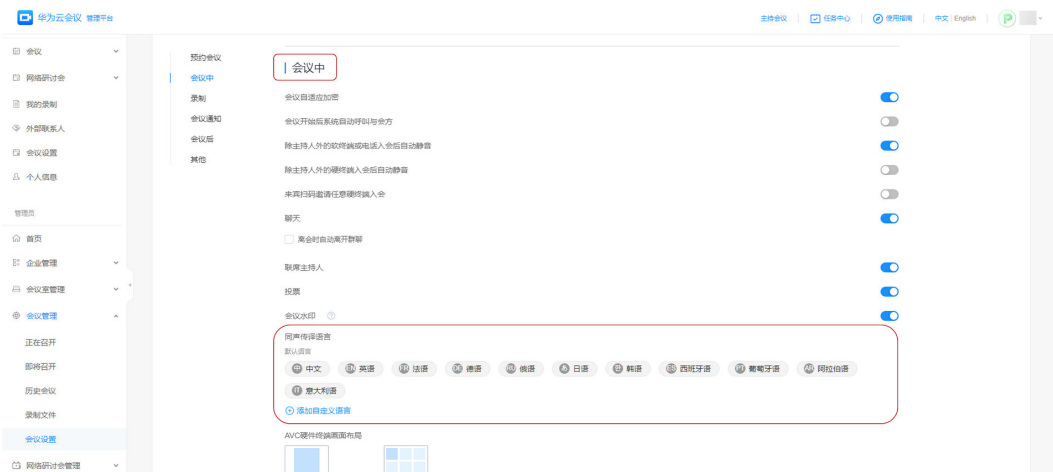 华为云会议 管理平台
主持会议 任务中心 使用指南 中文 English
会议
网络研讨会
我的录制
外部联系人
会议设置
个人信息
管理员
首页
企业管理
会议室管理
会议管理
正在召开
即将召开
历史会议
录制文件
会议设置
网络研讨会管理
预约会议
会议中
录制
会议通知
会议后
其他
会议中
会议自适应加密
会议开始后系统自动呼叫与会方
除主持人外的软终端或电话入会后自动静音
除主持人外的硬终端入会后自动静音
来宾扫码邀请任意硬终端入会
聊天
离会时自动离开群聊
联席主持人
投票
会议水印
同声传译语言
默认语言
中 中文 EN 英语 FR 法语 DE 德语 RU 俄语 あ 日语 한 韩语 ES 西班牙语 PT 葡萄牙语 AR 阿拉伯语
IT 意大利语
添加自定义语言
AVC硬件终端画面布局